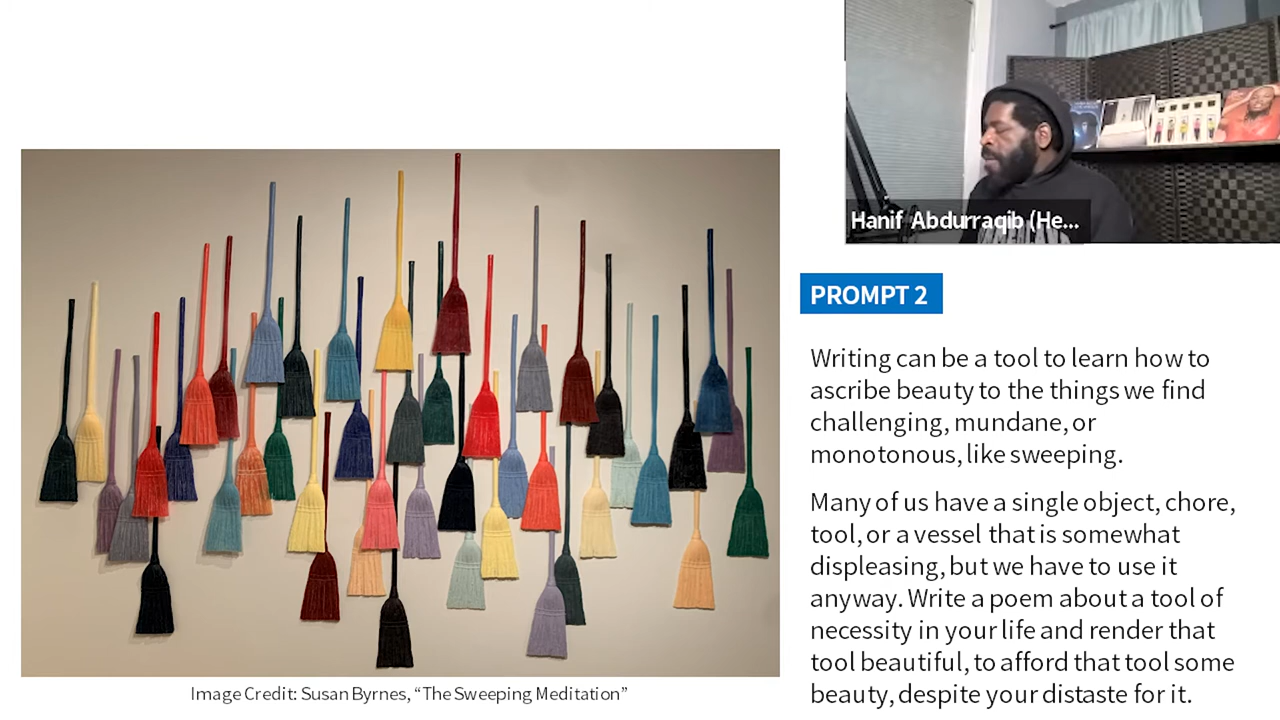 Hanif Abdurraqib (He...
PROMPT 2
Writing can be a tool to learn how to
ascribe beauty to the things we find
challenging, mundane, or
monotonous, like sweeping.
Many of us have a single object, chore,
tool, or a vessel that is somewhat
displeasing, but we have to use it
anyway. Write a poem about a tool of
necessity in your life and render that
tool beautiful, to afford that tool some
beauty, despite your distaste for it.
Image Credit: Susan Byrnes, “The Sweeping Meditation”